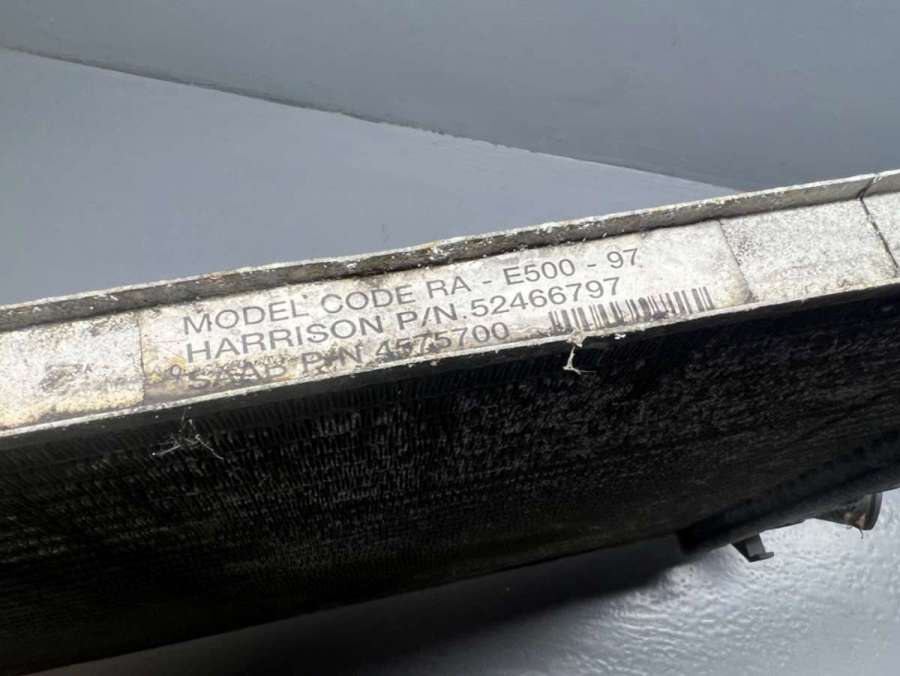 MODEL CODE RA - E500 - 97
HARRISON P/N.52466797
SAAB P/N 4575700